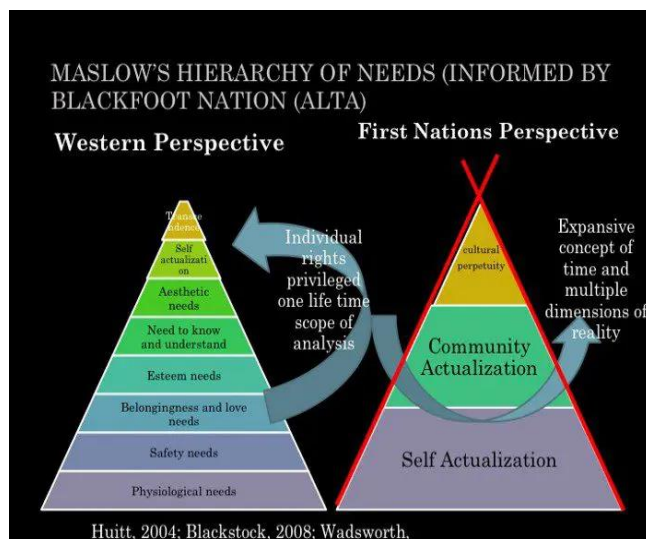 MASLOW'S HIERARCHY OF NEEDS (INFORMED BY
BLACKFOOT NATION (ALTA)
Western Perspective
First Nations Perspective
Transce
ndence
Self
actualizati
on
Aesthetic
needs
Need to know
and understand
Esteem needs
Belongingness and love
needs
Safety needs
Physiological needs
Individual
rights
privileged
one life time
scope of
analysis
cultural
perpetuity
Community
Actualization
Self Actualization
Expansive
concept of
time and
multiple
dimensions of
reality
Huitt, 2004; Blackstock, 2008; Wadsworth,